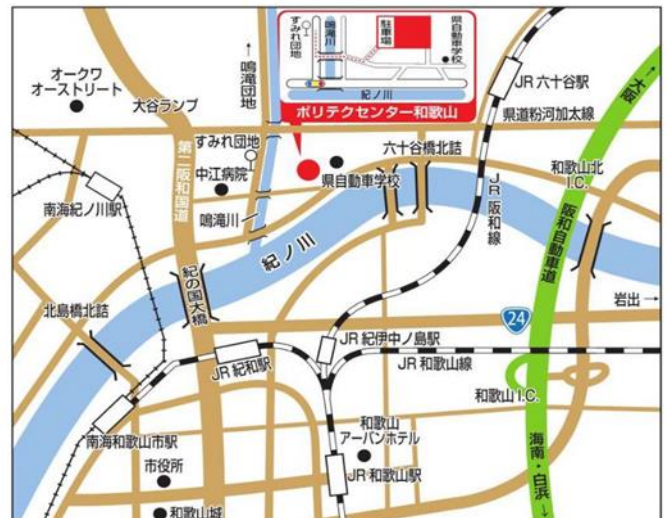 すみれ団地
鳴滝川
駐車場
県自動車学校
紀ノ川
ポリテクセンター和歌山
オークワ
オーストリート
大谷ランプ
↑鳴滝団地
JR 六十谷駅
県道粉河加太線
↑大阪
第二阪和国道
すみれ団地
中江病院
県自動車学校
六十谷橋北詰
JR阪和線
和歌山北
I.C.
阪和自動車道
南海紀ノ川駅
鳴滝川
紀ノ川
北島橋北詰
紀の国大橋
24
岩出→
JR 紀伊中ノ島駅
JR 紀和駅
JR 和歌山線
和歌山 I.C.
南海和歌山市駅
和歌山
アーバンホテル
市役所
JR 和歌山駅
海南・白浜↓
和歌山城